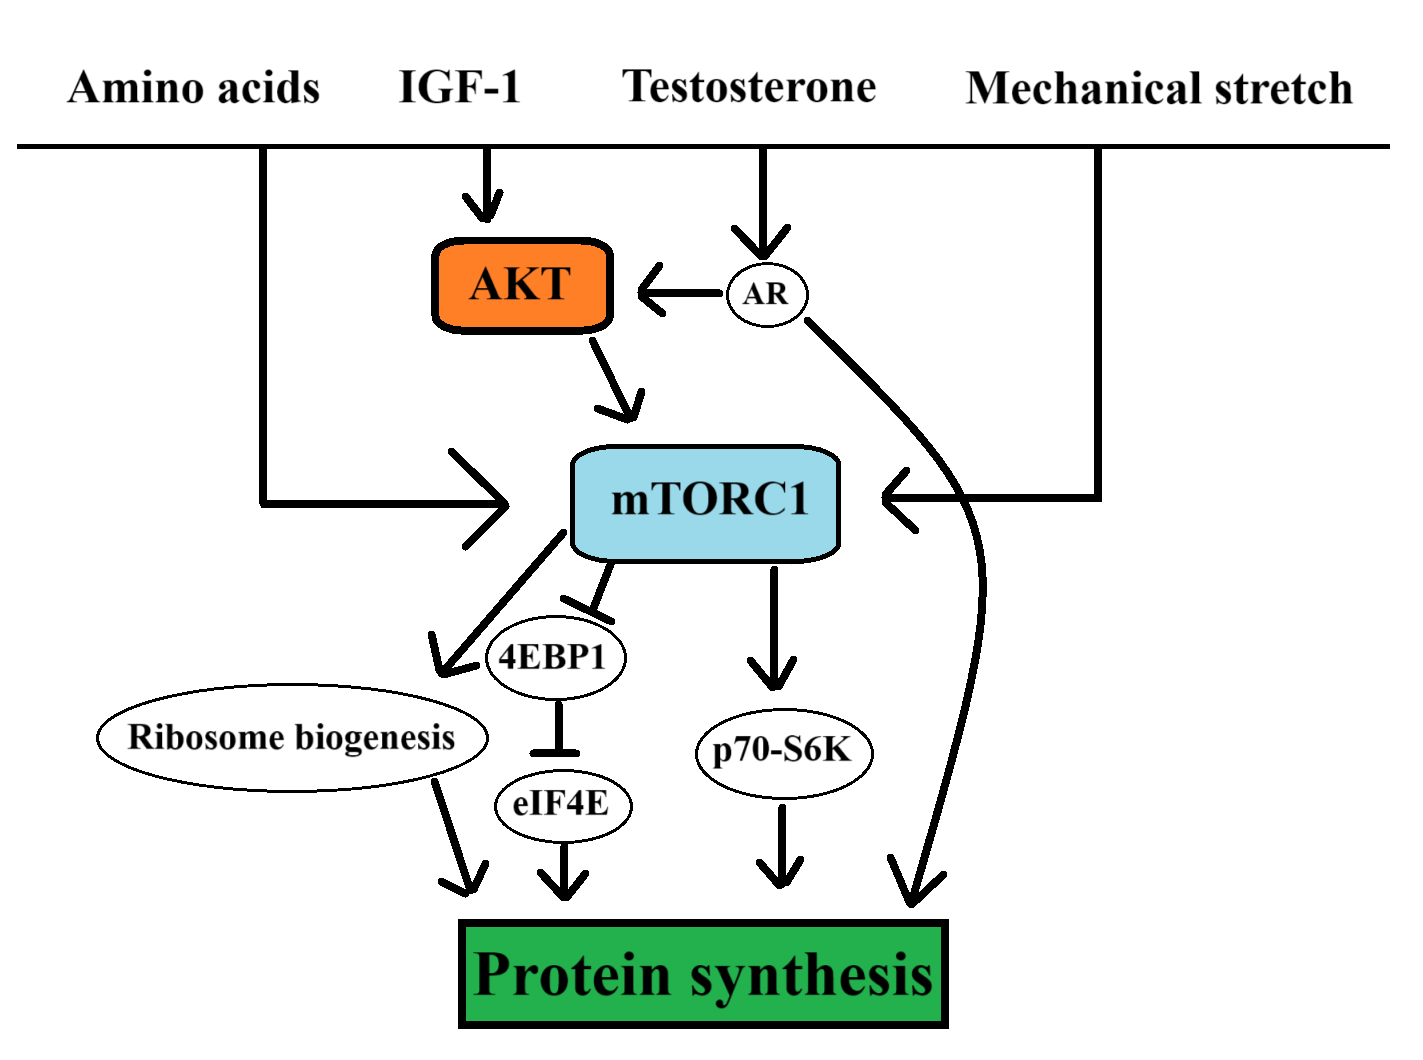 Amino acids
IGF-1
Testosterone
Mechanical stretch
AKT
AR
mTORC1
4EBP1
Ribosome biogenesis
p70-S6K
eIF4E
Protein synthesis